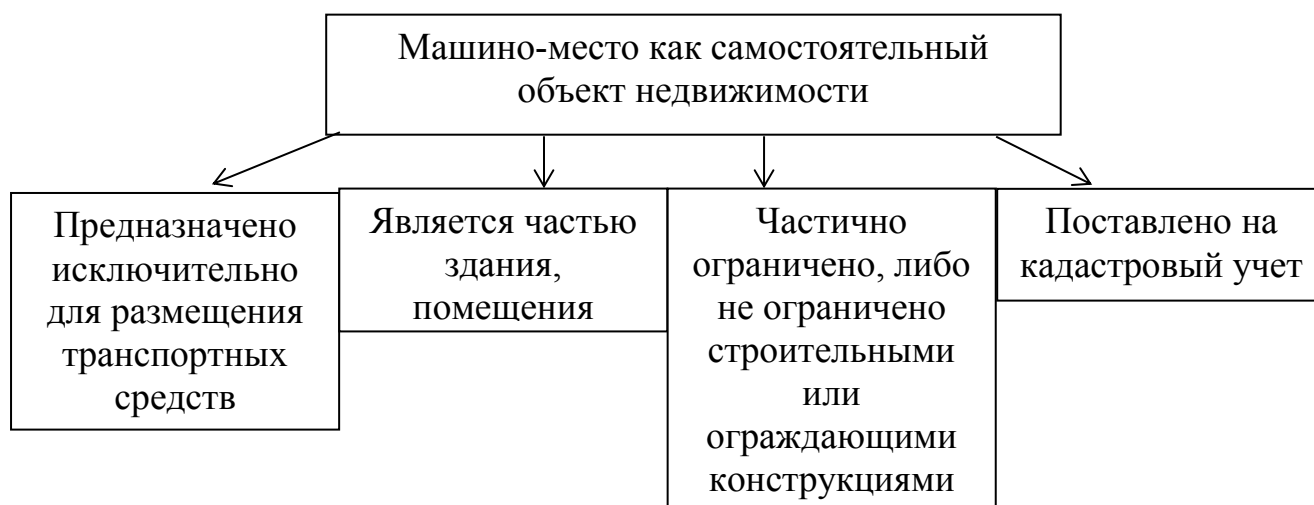 Машино-место как самостоятельный
объект недвижимости
Предназначено
исключительно
для размещения
транспортных
средств
Является частью
здания,
помещения
Частично
ограничено, либо
не ограничено
строительными
или
ограждающими
конструкциями
Поставлено на
кадастровый учет